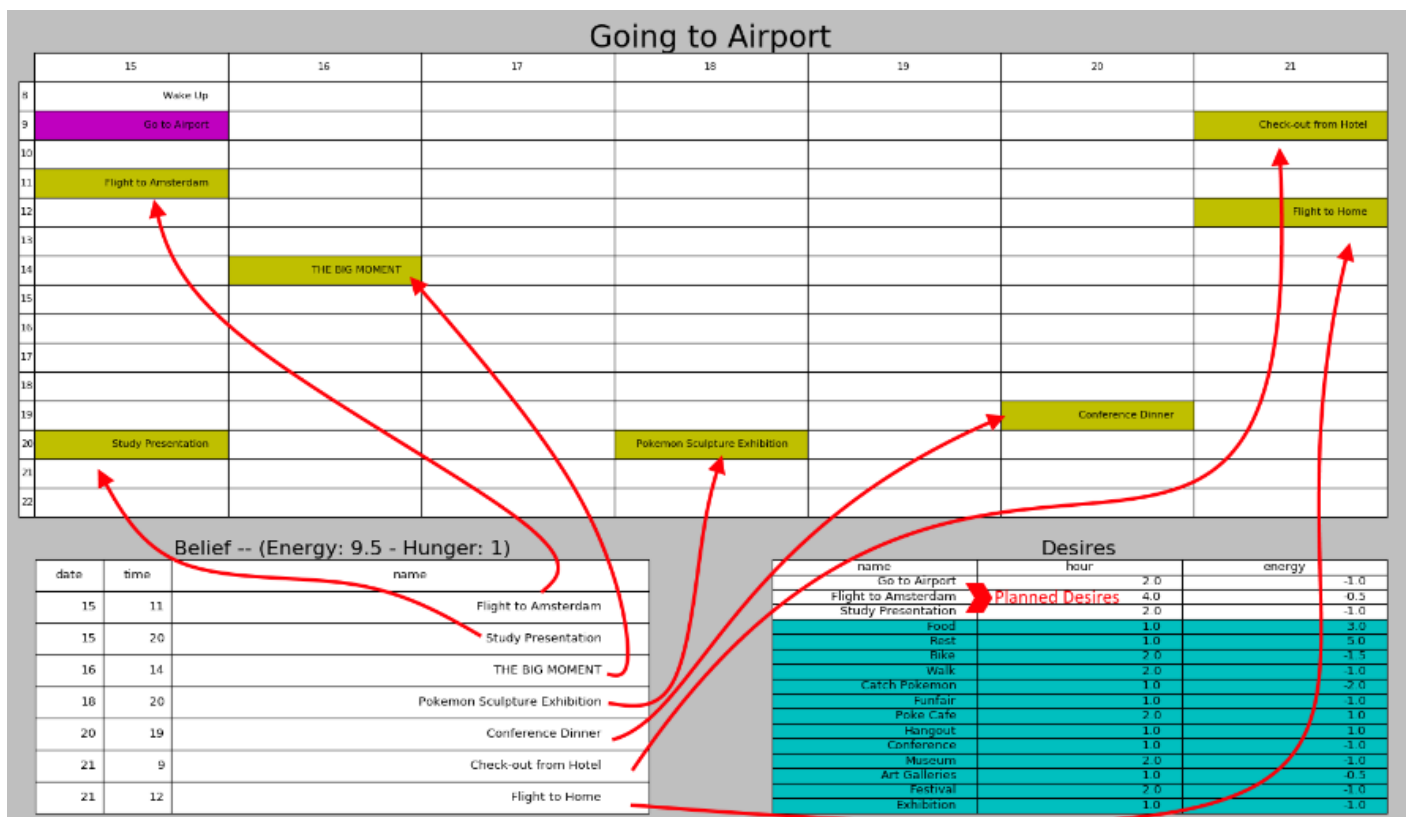 Going to Airport
15 16 17 18 19 20 21
8 Wake Up
9 Go to Airport Check-out from Hotel
10
11 Flight to Amsterdam
12 Flight to Home
13
14 THE BIG MOMENT
15
16
17
18
19 Conference Dinner
20 Study Presentation Pokemon Sculpture Exhibition
21
22
Belief -- (Energy: 9.5 - Hunger: 1)
date time name
15 11 Flight to Amsterdam
15 20 Study Presentation
16 14 THE BIG MOMENT
18 20 Pokemon Sculpture Exhibition
20 19 Conference Dinner
21 9 Check-out from Hotel
21 12 Flight to Home
Desires
name hour energy
Go to Airport 2.0 -1.0
Flight to Amsterdam Planned Desires 4.0 -0.5
Study Presentation 2.0 -1.0
Food 1.0 3.0
Rest 1.0 5.0
Bike 2.0 -1.5
Walk 2.0 1.0
Catch Pokemon 1.0 -2.0
Funfair 1.0 -1.0
Poke Cafe 2.0 1.0
Hangout 1.0 1.0
Conference 1.0 -1.0
Museum 2.0 -1.0
Art Galleries 1.0 -0.5
Festival 2.0 -1.0
Exhibition 1.0 -1.0